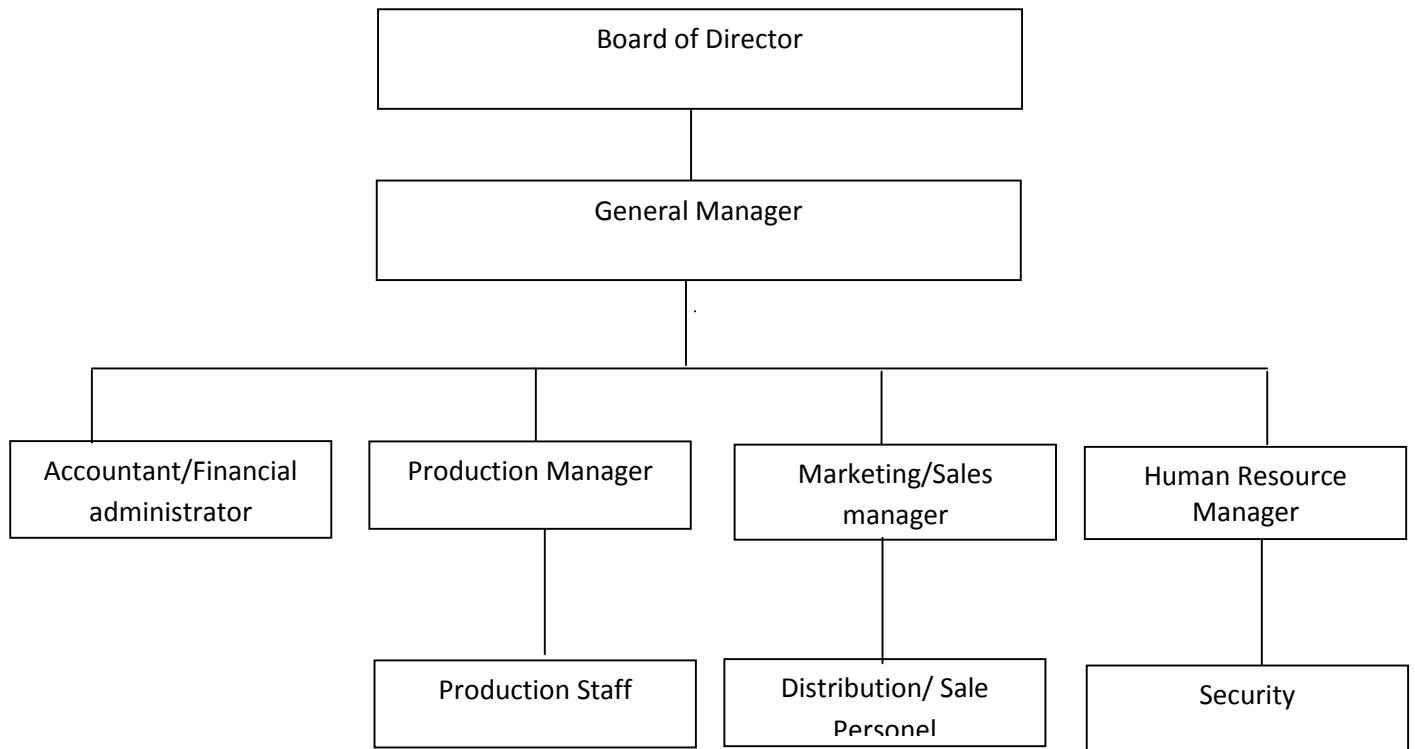 Board of Director
General Manager
.
Accountant/Financial
administrator
Production Manager
Marketing/Sales
manager
Human Resource
Manager
Production Staff
Distribution/ Sale
Personel
Security